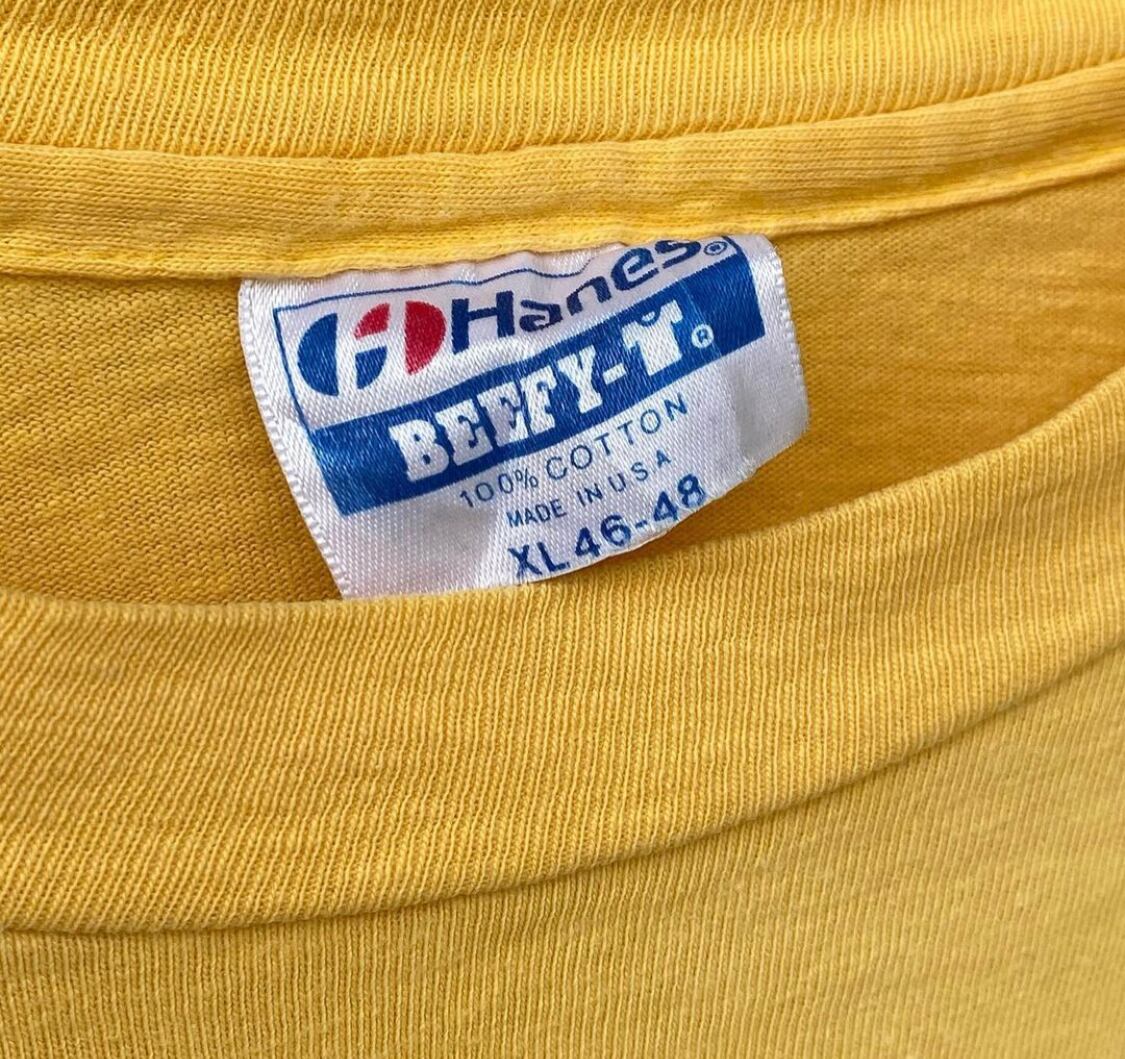 Hanes®
BEEFY-T®
100% COTTON
MADE IN USA
XL 46-48